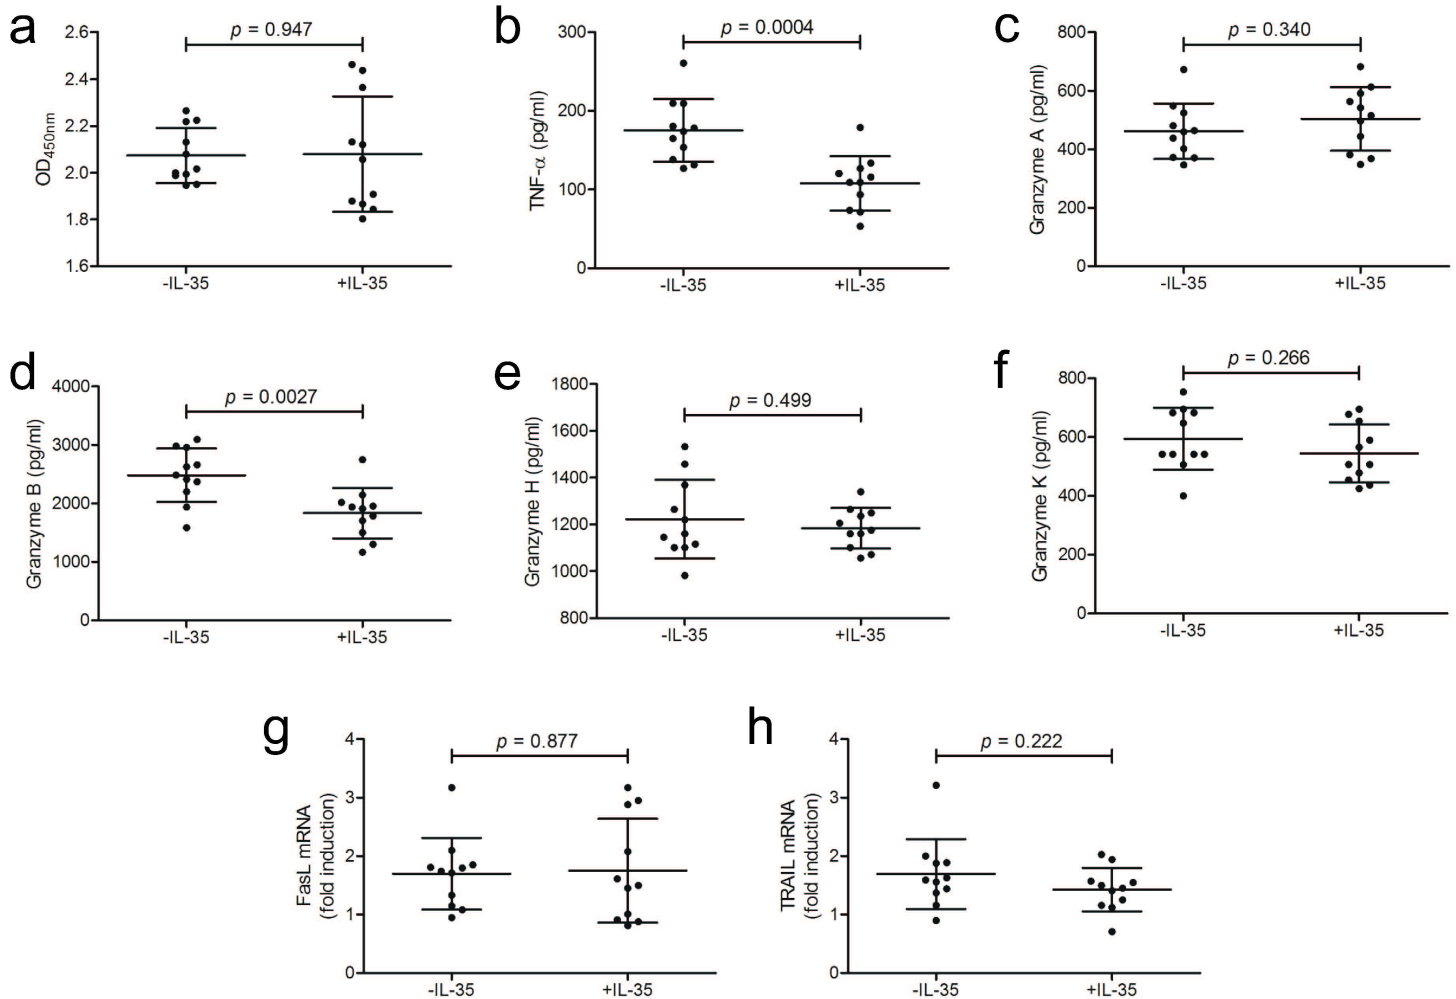 a
2.6
2.4
2.2
2.0
1.8
1.6
OD450nm
p = 0.947
-IL-35
+IL-35
b
300
200
100
0
TNF-α (pg/ml)
p = 0.0004
-IL-35
+IL-35
c
800
600
400
200
0
Granzyme A (pg/ml)
p = 0.340
-IL-35
+IL-35
d
4000
3000
2000
1000
0
Granzyme B (pg/ml)
p = 0.0027
-IL-35
+IL-35
e
1800
1600
1400
1200
1000
800
Granzyme H (pg/ml)
p = 0.499
-IL-35
+IL-35
f
800
600
400
200
0
Granzyme K (pg/ml)
p = 0.266
-IL-35
+IL-35
g
4
3
2
1
0
FasL mRNA
(fold induction)
p = 0.877
-IL-35
+IL-35
h
4
3
2
1
0
TRAIL mRNA
(fold induction)
p = 0.222
-IL-35
+IL-35